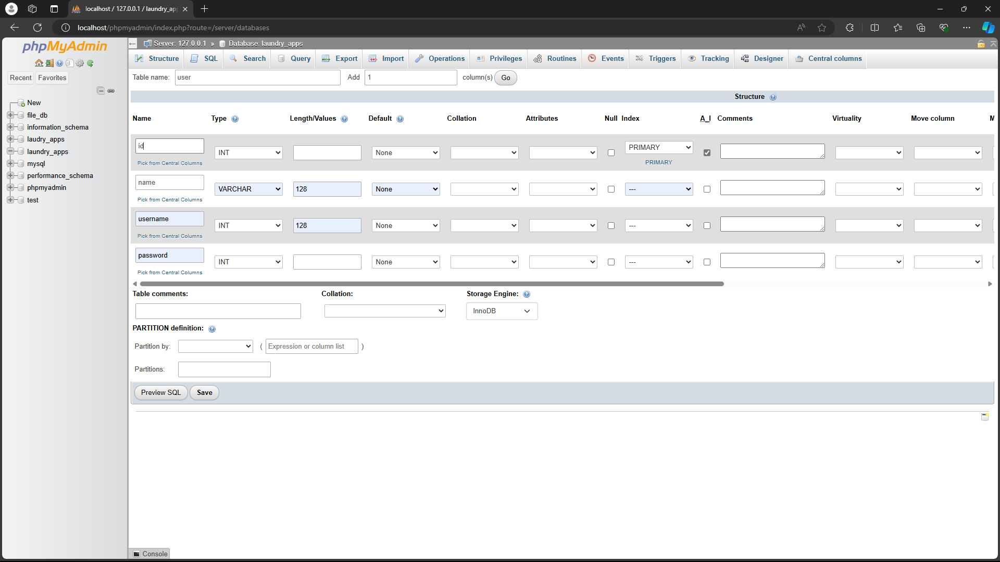 localhost / 127.0.0.1 / laundry_ap
localhost/phpmyadmin/index.php?route=/server/databases
phpMyAdmin
Recent Favorites
New
file_db
information_schema
laudry_apps
laundry_apps
mysql
performance_schema
phpmyadmin
test
Server: 127.0.0.1 » Database: laundry_apps
Structure SQL Search Query Export Import Operations Privileges Routines Events Triggers Tracking Designer Central columns
Table name: user Add 1 column(s) Go
Structure
Name Type Length/Values Default Collation Attributes Null Index A_I Comments Virtuality Move column M
id INT None PRIMARY
Pick from Central Columns PRIMARY
name VARCHAR 128 None ---
Pick from Central Columns
username INT 128 None ---
Pick from Central Columns
password INT None ---
Pick from Central Columns
Table comments: Collation: Storage Engine:
InnoDB
PARTITION definition:
Partition by: ( Expression or column list )
Partitions:
Preview SQL Save
Console